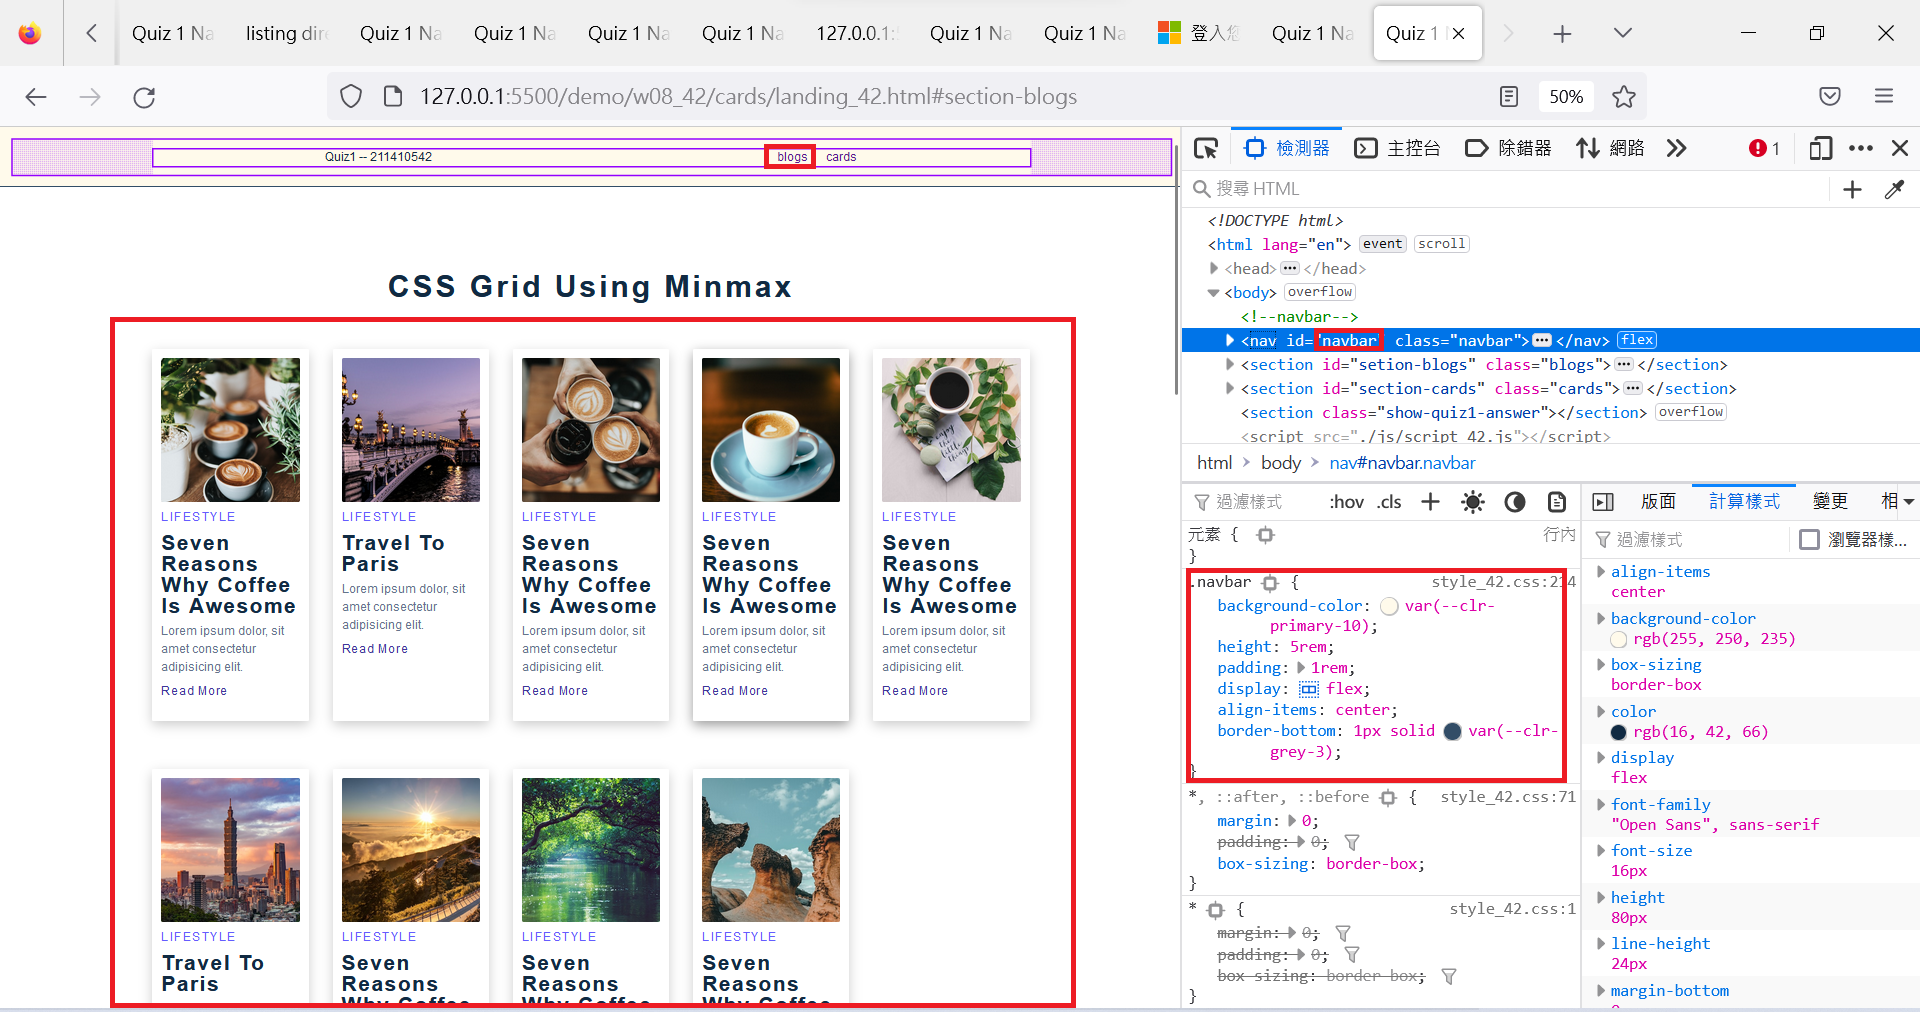 Quiz 1 Na
listing dire
Quiz 1 Na
Quiz 1 Na
Quiz 1 Na
Quiz 1 Na
127.0.0.1:5
Quiz 1 Na
Quiz 1 Na
登入您
Quiz 1 Na
Quiz 1
127.0.0.1:5500/demo/w08_42/cards/landing_42.html#section-blogs
50%
Quiz1 -- 211410542
blogs
cards
CSS Grid Using Minmax
LIFESTYLE
Seven
Reasons
Why Coffee
Is Awesome
Lorem ipsum dolor, sit
amet consectetur
adipisicing elit.
Read More
LIFESTYLE
Travel To
Paris
Lorem ipsum dolor, sit
amet consectetur
adipisicing elit.
Read More
LIFESTYLE
Seven
Reasons
Why Coffee
Is Awesome
Lorem ipsum dolor, sit
amet consectetur
adipisicing elit.
Read More
LIFESTYLE
Seven
Reasons
Why Coffee
Is Awesome
Lorem ipsum dolor, sit
amet consectetur
adipisicing elit.
Read More
LIFESTYLE
Seven
Reasons
Why Coffee
Is Awesome
Lorem ipsum dolor, sit
amet consectetur
adipisicing elit.
Read More
LIFESTYLE
Travel To
Paris
LIFESTYLE
Seven
Reasons
Why Coffee
LIFESTYLE
Seven
Reasons
Why Coffee
LIFESTYLE
Seven
Reasons
Why Coffee
檢測器
主控台
除錯器
網路
1
搜尋 HTML
<!DOCTYPE html>
<html lang="en"> event scroll
<head> ••• </head>
<body> overflow
<!--navbar-->
<nav id="navbar" class="navbar"> ••• </nav> flex
<section id="setion-blogs" class="blogs"> ••• </section>
<section id="section-cards" class="cards"> ••• </section>
<section class="show-quiz1-answer"></section> overflow
<script src="./js/script_42.js"></script>
html > body > nav#navbar.navbar
過濾樣式 :hov .cls
元素 { 行內
}
.navbar { style_42.css:214
background-color: var(--clr-
primary-10);
height: 5rem;
padding: 1rem;
display: flex;
align-items: center;
border-bottom: 1px solid var(--clr-
grey-3);
}
*, ::after, ::before { style_42.css:71
margin: 0;
padding: 0;
box-sizing: border-box;
}
* { style_42.css:1
margin: 0;
padding: 0;
box-sizing: border-box;
}
版面
計算樣式
變更
相
過濾樣式
瀏覽器樣...
align-items
center
background-color
rgb(255, 250, 235)
box-sizing
border-box
color
rgb(16, 42, 66)
display
flex
font-family
"Open Sans", sans-serif
font-size
16px
height
80px
line-height
24px
margin-bottom